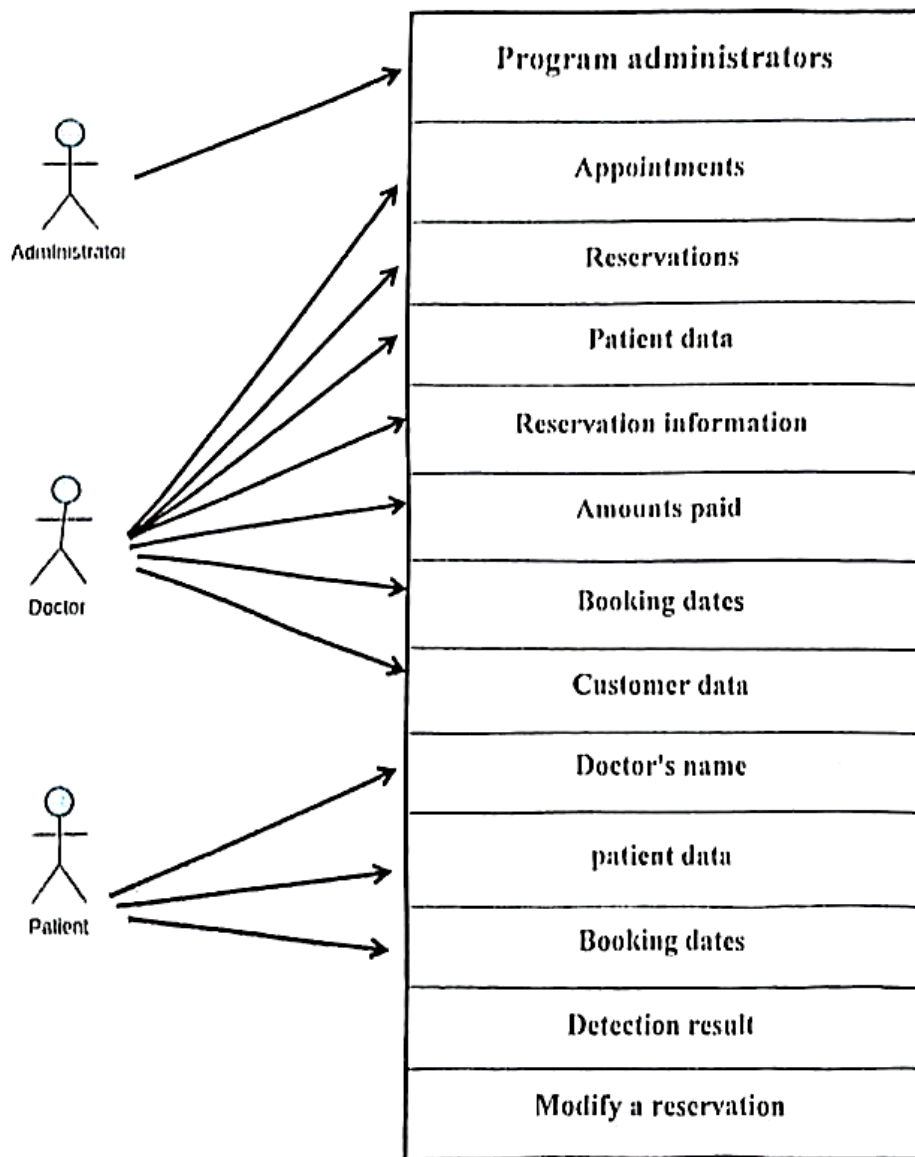 Program administrators
Appointments
Administrator
Reservations
Patient data
Reservation information
Amounts paid
Booking dates
Doctor
Customer data
Doctor's name
patient data
Patient
Booking dates
Detection result
Modify a reservation